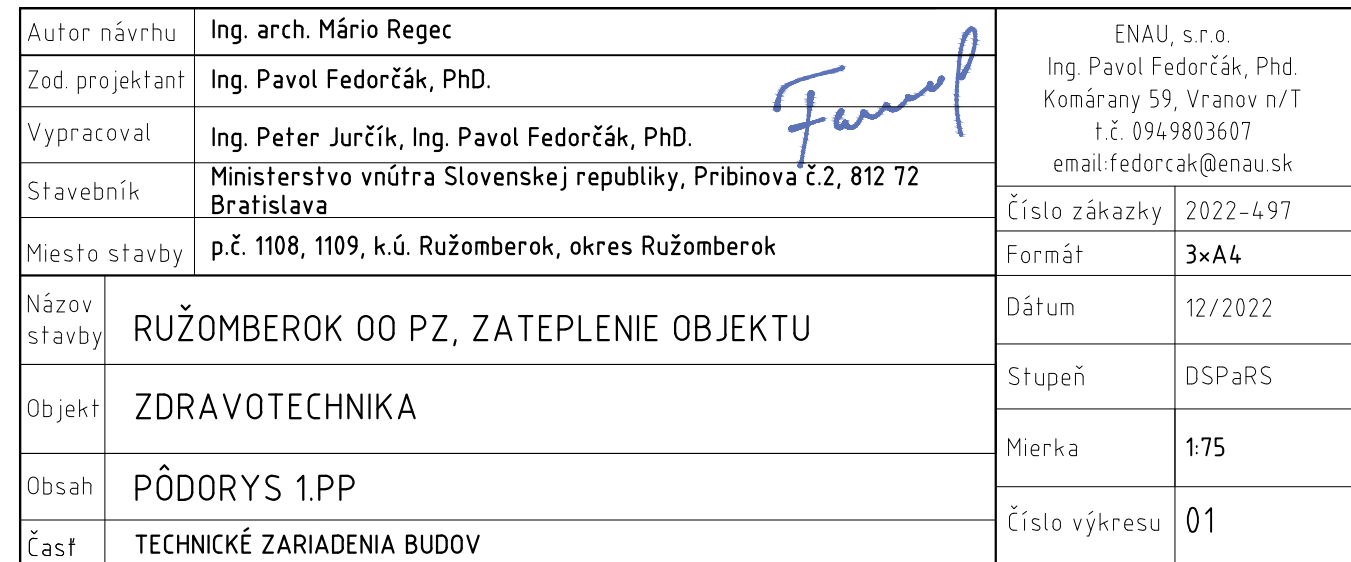 Autor návrhu Ing. arch. Mário Regec
Zod. projektant Ing. Pavol Fedorčák, PhD.
Vypracoval Ing. Peter Jurčík, Ing. Pavol Fedorčák, PhD.
Stavebník Ministerstvo vnútra Slovenskej republiky, Pribinova č.2, 812 72
Bratislava
Miesto stavby p.č. 1108, 1109, k.ú. Ružomberok, okres Ružomberok
Názov
stavby
RUŽOMBEROK OO PZ, ZATEPLENIE OBJEKTU
Objekt ZDRAVOTECHNIKA
Obsah PÔDORYS 1.PP
Časť TECHNICKÉ ZARIADENIA BUDOV
ENAU, s.r.o.
Ing. Pavol Fedorčák, Phd.
Komárany 59, Vranov n/T
t.č. 0949803607
email:fedorcak@enau.sk
Číslo zákazky 2022-497
Formát 3×A4
Dátum 12/2022
Stupeň DSPaRS
Mierka 1:75
Číslo výkresu 01